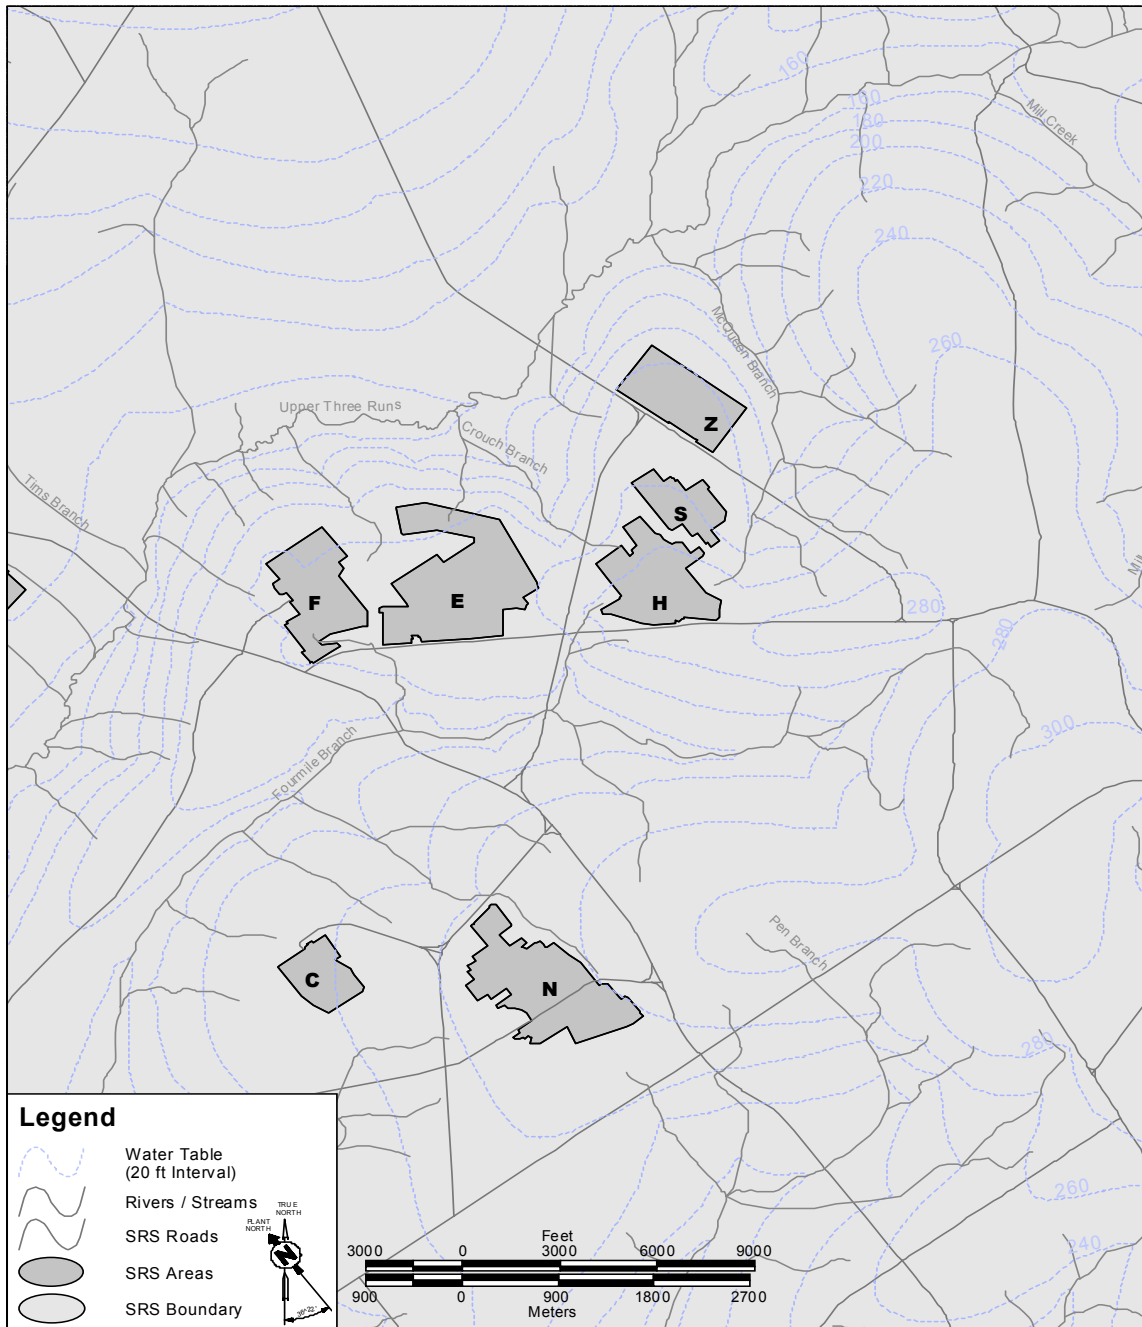 160
160
180
200
220
240
260
Mill Creek
McQueen Branch
Upper Three Runs
Crouch Branch
Tims Branch
Z
S
H
E
F
280
280
300
Fourmile Branch
Pen Branch
C
N
280
260
240
Legend
Water Table
(20 ft Interval)
Rivers / Streams
SRS Roads
SRS Areas
SRS Boundary
TRUE
NORTH
PLANT
NORTH
N
Feet
3000 0 3000 6000 9000
900 0 900 1800 2700
Meters